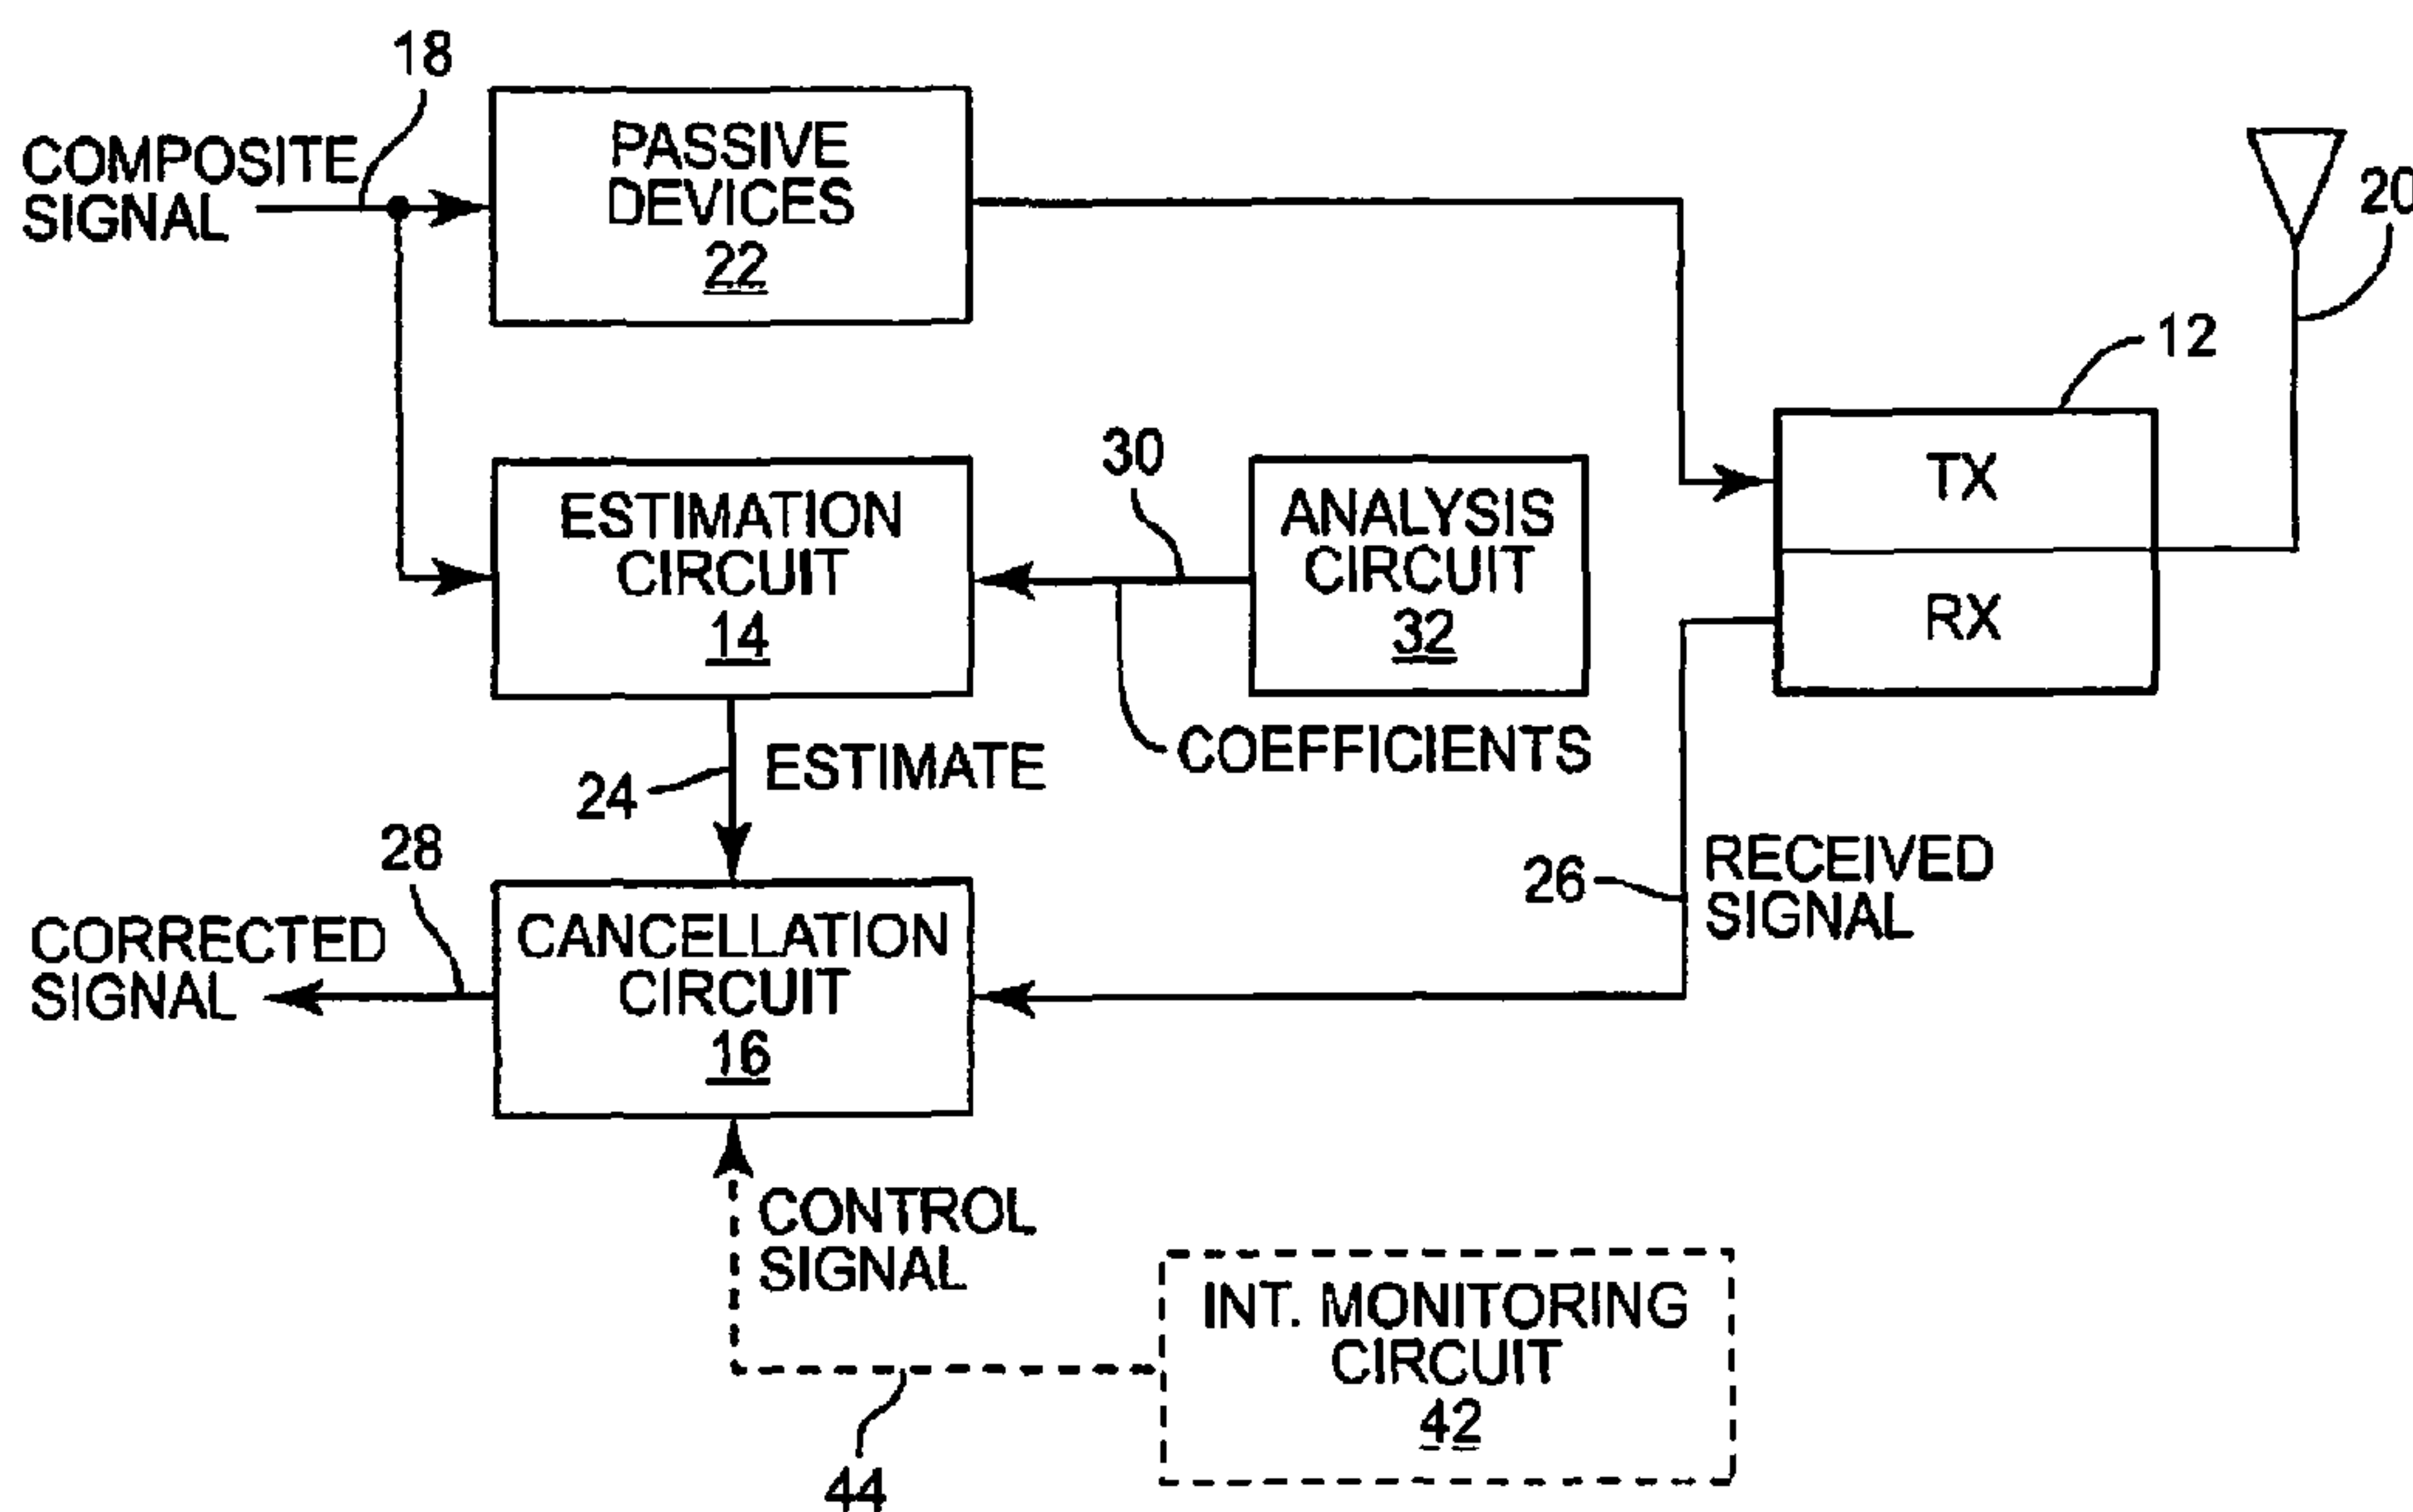 18
COMPOSITE
SIGNAL
PASSIVE
DEVICES
22
20
12
TX
RX
30
ESTIMATION
CIRCUIT
14
ANALYSIS
CIRCUIT
32
COEFFICIENTS
24
ESTIMATE
28
CORRECTED
SIGNAL
CANCELLATION
CIRCUIT
16
26
RECEIVED
SIGNAL
CONTROL
SIGNAL
INT. MONITORING
CIRCUIT
42
44